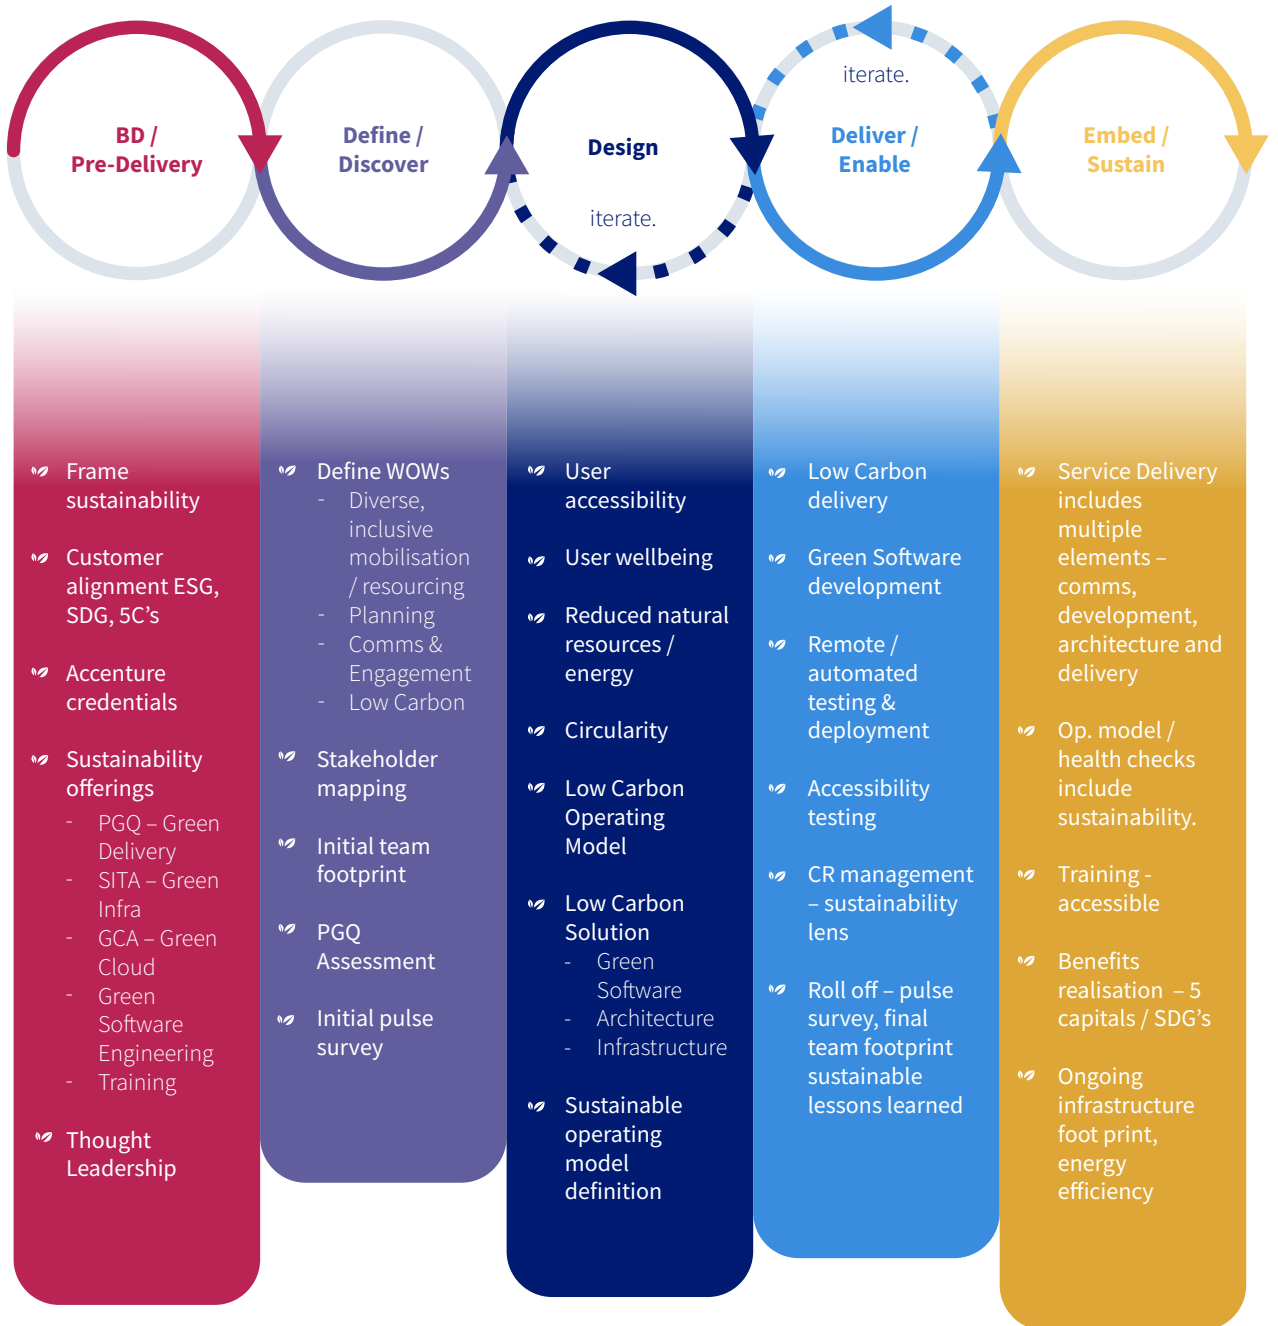 BD /
Pre-Delivery
Define /
Discover
Design
iterate.
iterate.
Deliver /
Enable
Embed /
Sustain
Frame
sustainability
Customer
alignment ESG,
SDG, 5C’s
Accenture
credentials
Sustainability
offerings
- PGQ – Green
Delivery
- SITA – Green
Infra
- GCA – Green
Cloud
- Green
Software
Engineering
- Training
Thought
Leadership
Define WOWs
- Diverse,
inclusive
mobilisation
/ resourcing
- Planning
- Comms &
Engagement
- Low Carbon
Stakeholder
mapping
Initial team
footprint
PGQ
Assessment
Initial pulse
survey
User
accessibility
User wellbeing
Reduced natural
resources /
energy
Circularity
Low Carbon
Operating
Model
Low Carbon
Solution
- Green
Software
- Architecture
- Infrastructure
Sustainable
operating
model
definition
Low Carbon
delivery
Green Software
development
Remote /
automated
testing &
deployment
Accessibility
testing
CR management
– sustainability
lens
Roll off – pulse
survey, final
team footprint
sustainable
lessons learned
Service Delivery
includes
multiple
elements –
comms,
development,
architecture and
delivery
Op. model /
health checks
include
sustainability.
Training -
accessible
Benefits
realisation – 5
capitals / SDG’s
Ongoing
infrastructure
foot print,
energy
efficiency